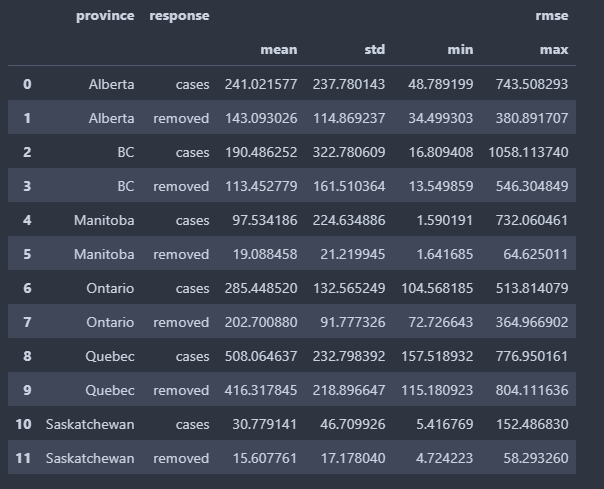 province response rmse
mean std min max
0 Alberta cases 241.021577 237.780143 48.789199 743.508293
1 Alberta removed 143.093026 114.869237 34.499303 380.891707
2 BC cases 190.486252 322.780609 16.809408 1058.113740
3 BC removed 113.452779 161.510364 13.549859 546.304849
4 Manitoba cases 97.534186 224.634886 1.590191 732.060461
5 Manitoba removed 19.088458 21.219945 1.641685 64.625011
6 Ontario cases 285.448520 132.565249 104.568185 513.814079
7 Ontario removed 202.700880 91.777326 72.726643 364.966902
8 Quebec cases 508.064637 232.798392 157.518932 776.950161
9 Quebec removed 416.317845 218.896647 115.180923 804.111636
10 Saskatchewan cases 30.779141 46.709926 5.416769 152.486830
11 Saskatchewan removed 15.607761 17.178040 4.724223 58.293260